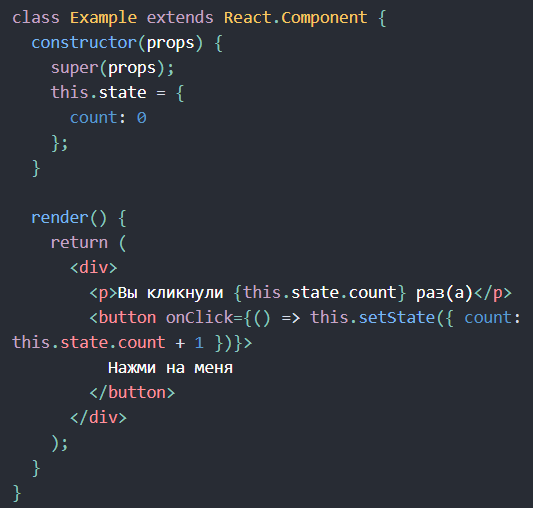 class Example extends React.Component {
  constructor(props) {
    super(props);
    this.state = {
      count: 0
    };
  }

  render() {
    return (
      <div>
        <p>Вы кликнули {this.state.count} раз(а)</p>
        <button onClick={() => this.setState({ count:
this.state.count + 1 })}>
          Нажми на меня
        </button>
      </div>
    );
  }
}